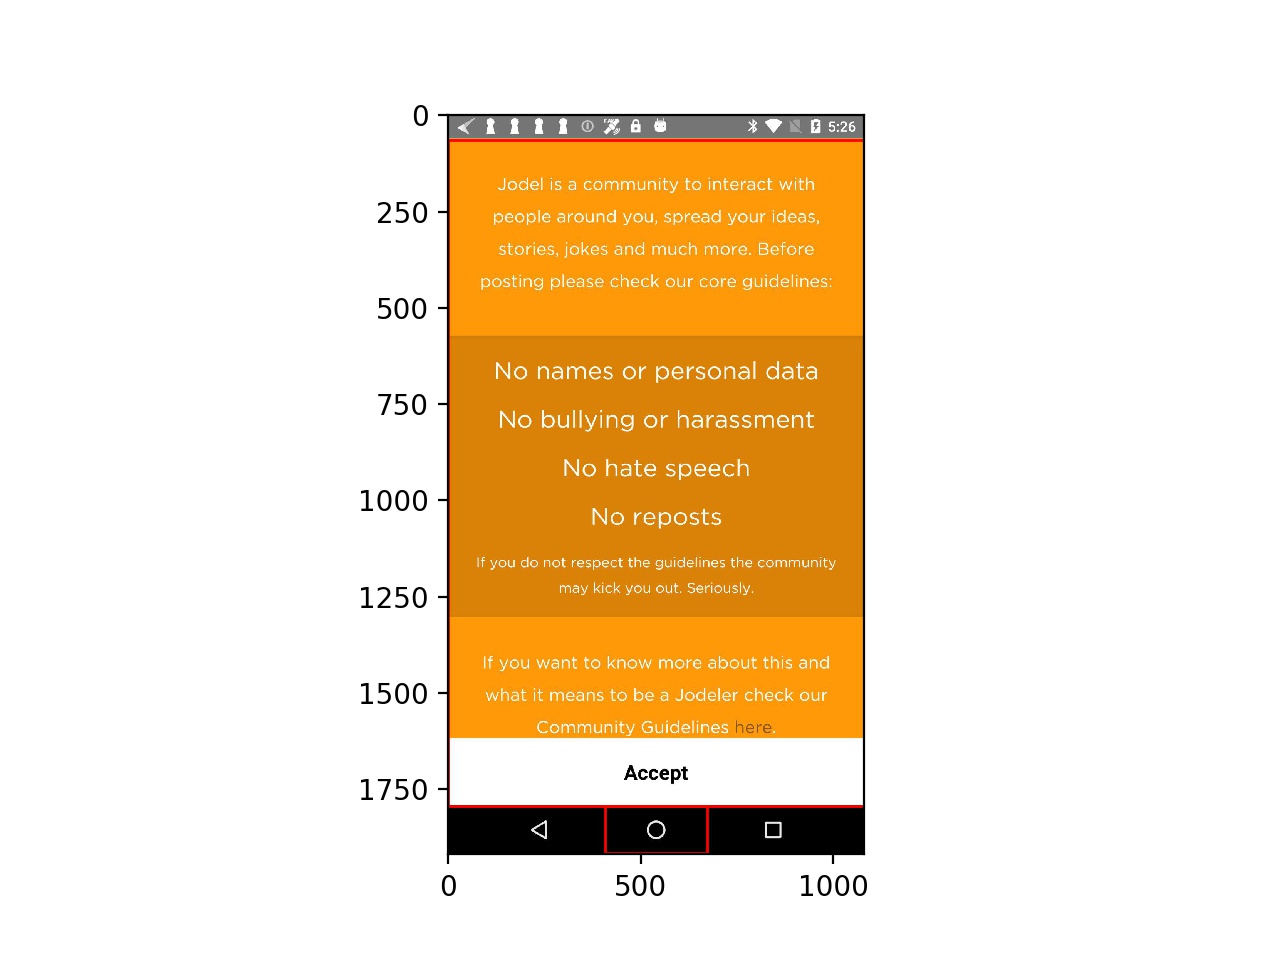 0
5:26
Jodel is a community to interact with
250
people around you, spread your ideas,
stories, jokes and much more. Before
posting please check our core guidelines:
500
No names or personal data
750
No bullying or harassment
No hate speech
1000
No reposts
If you do not respect the guidelines the community
may kick you out. Seriously.
1250
If you want to know more about this and
1500
what it means to be a Jodeler check our
Community Guidelines here.
Accept
1750
0
500
1000